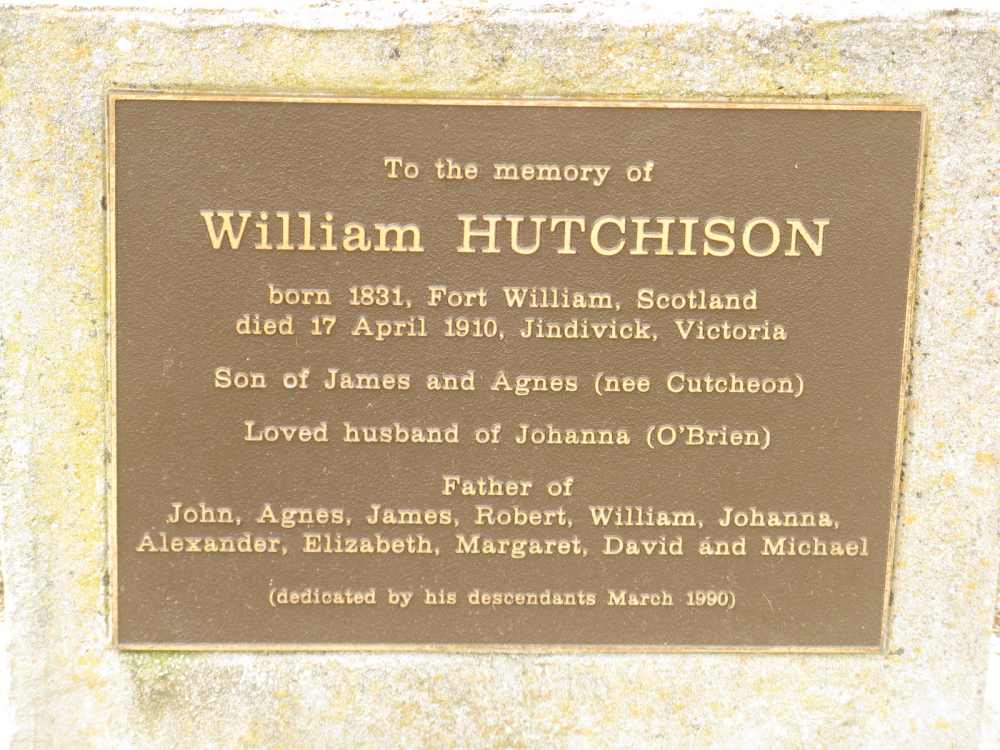 To the memory of
William HUTCHISON
born 1831, Fort William, Scotland
died 17 April 1910, Jindivick, Victoria
Son of James and Agnes (nee Cutcheon)
Loved husband of Johanna (O'Brien)
Father of
John, Agnes, James, Robert, William, Johanna,
Alexander, Elizabeth, Margaret, David and Michael
(dedicated by his descendants March 1990)